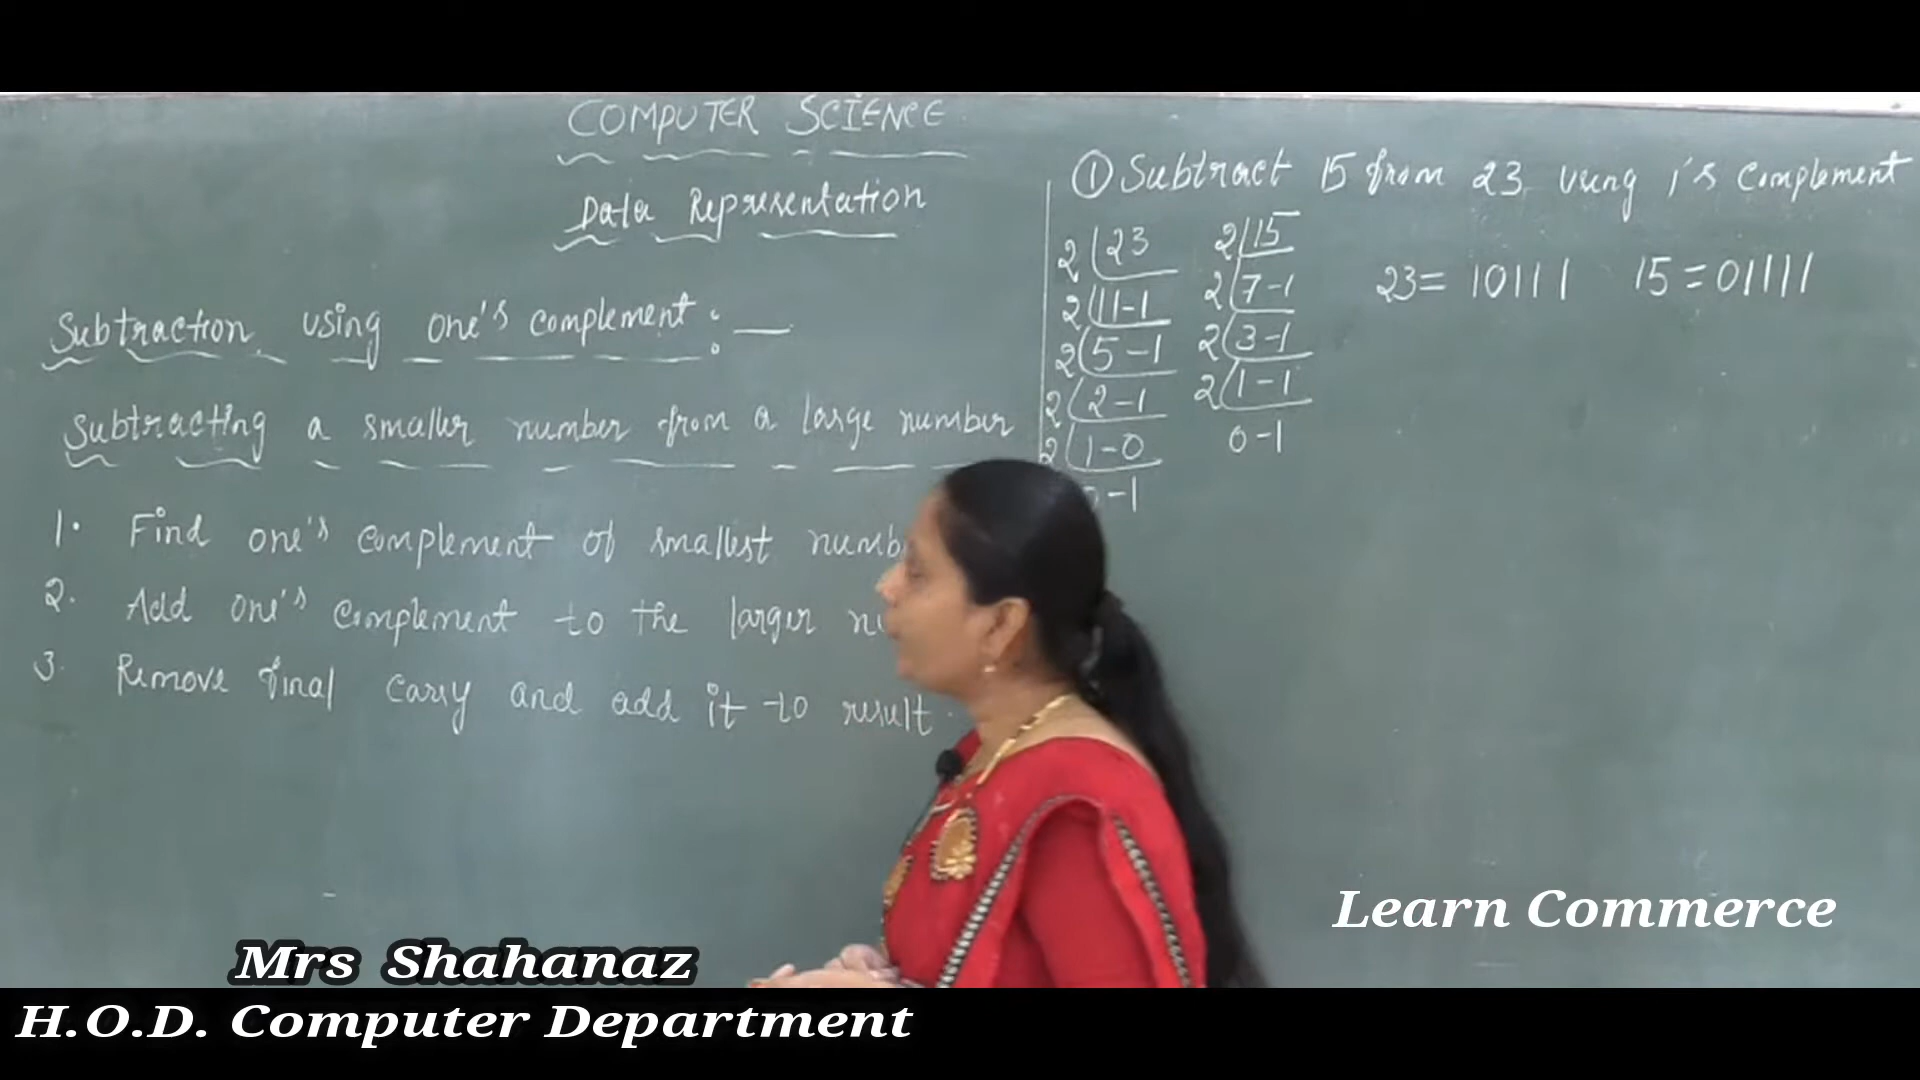 COMPUTER SCIENCE
Data Representation
Subtraction using one's complement :—
Subtracting a smaller number from a large number
1. Find one's complement of smallest
2. Add one's complement to the larger
3. Remove final carry and add it to result.
① Subtract 15 from 23 using 1's complement
2 23
2 11-1
2 5-1
2 2-1
2 1-0
-1
2 15
2 7-1
2 3-1
2 1-1
0-1
23= 10111 15 = 01111
Learn Commerce
Mrs Shahanaz
H.O.D. Computer Department